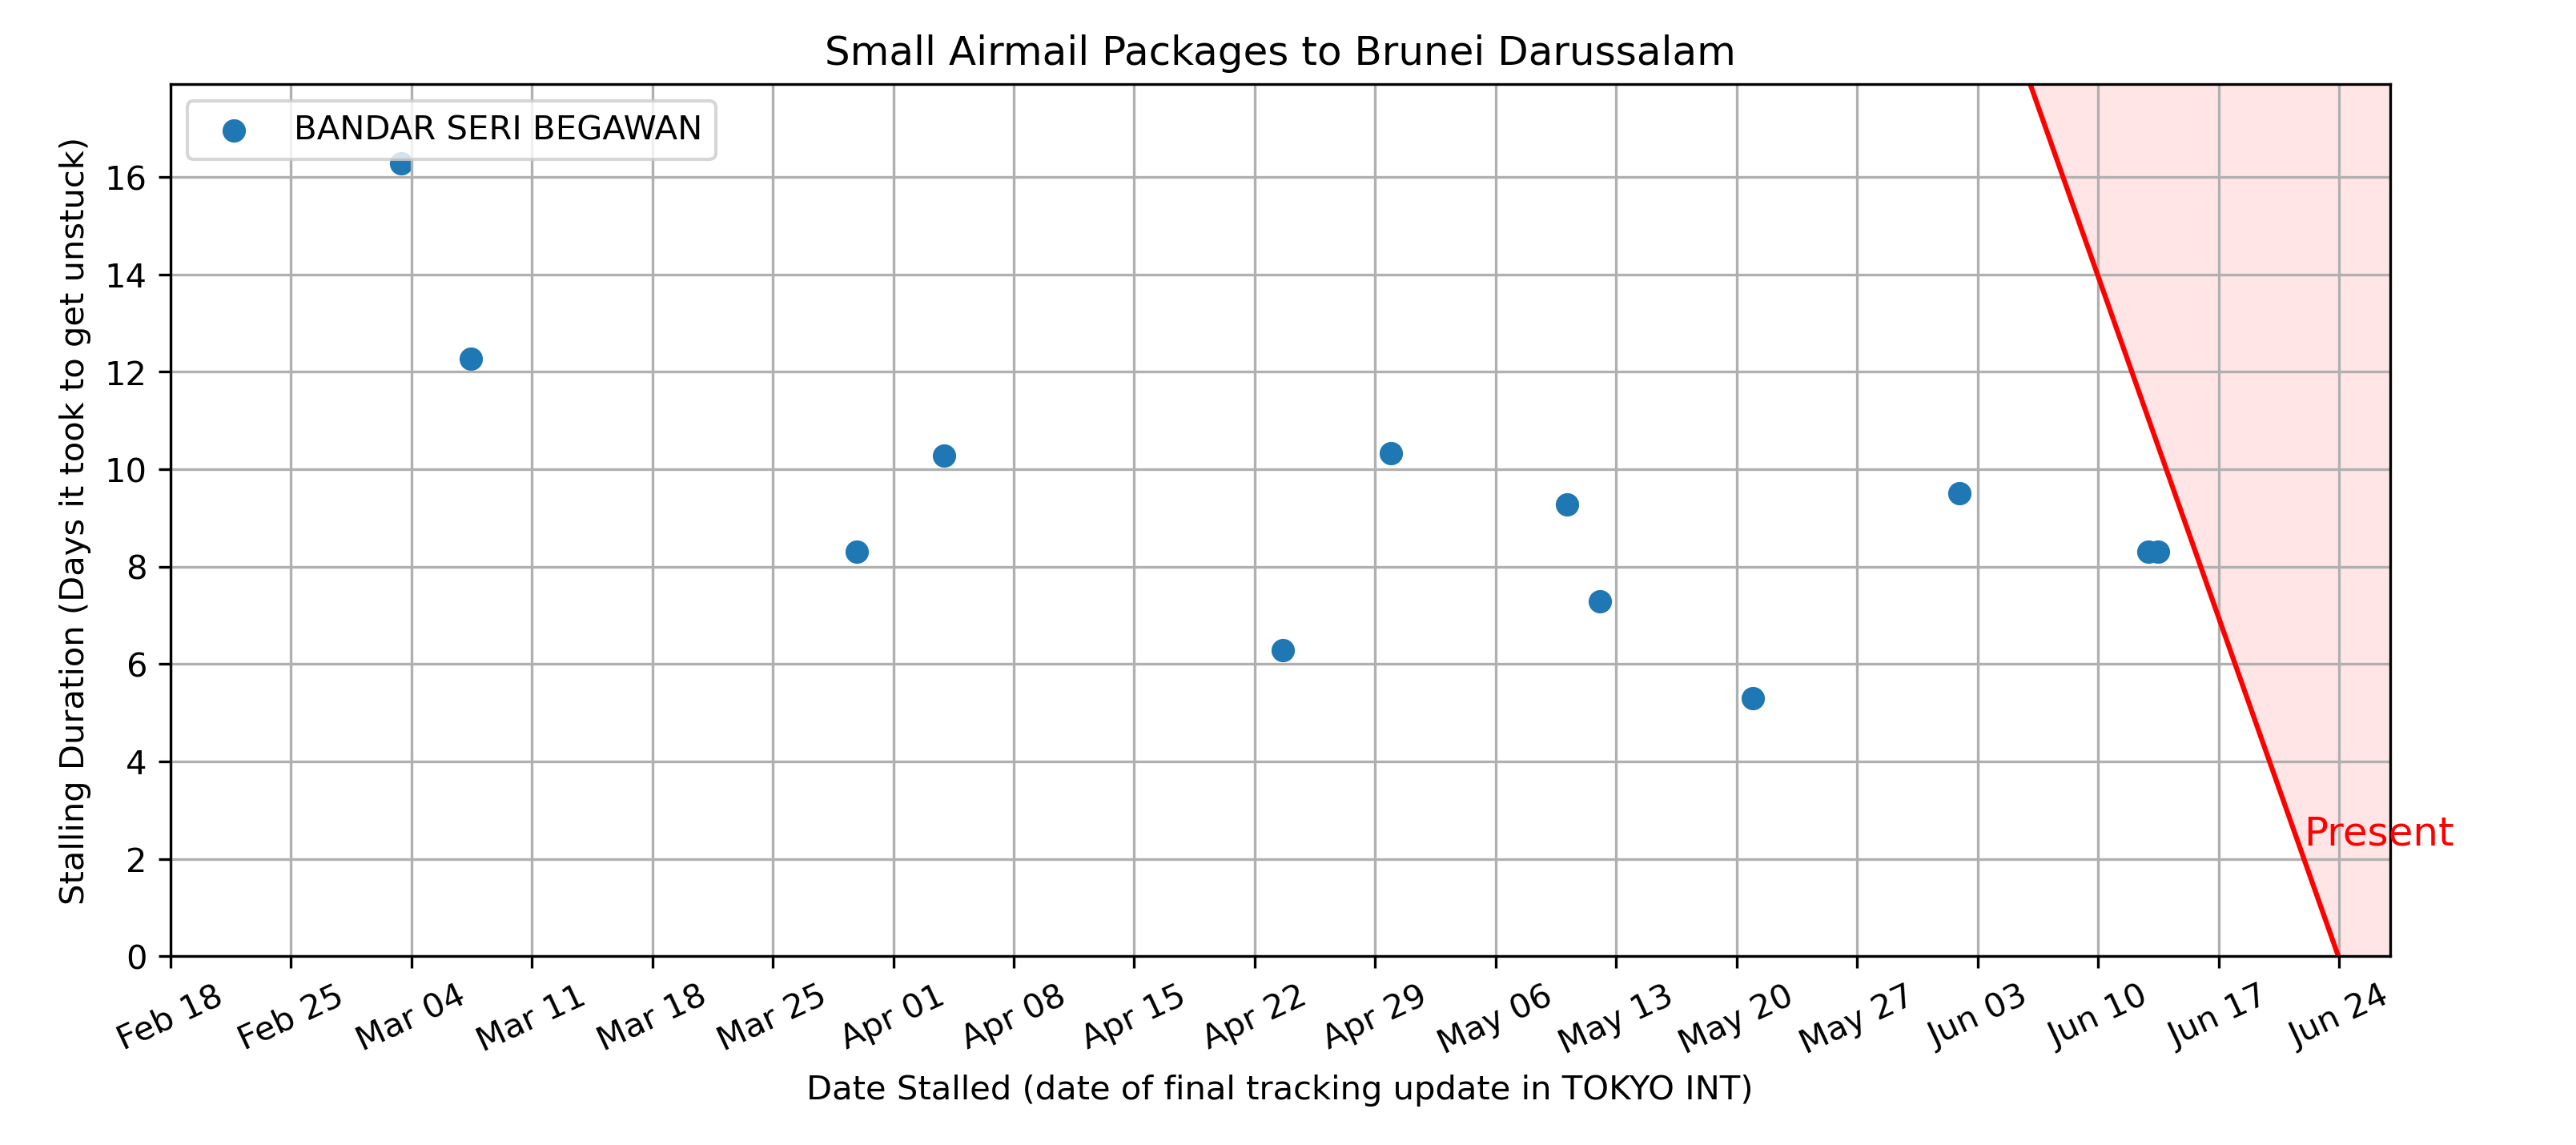 Small Airmail Packages to Brunei Darussalam
BANDAR SERI BEGAWAN
Stalling Duration (Days it took to get unstuck)
16
14
12
10
8
6
4
2
0
Present
Feb 18 Feb 25 Mar 04 Mar 11 Mar 18 Mar 25 Apr 01 Apr 08 Apr 15 Apr 22 Apr 29 May 06 May 13 May 20 May 27 Jun 03 Jun 10 Jun 17 Jun 24
Date Stalled (date of final tracking update in TOKYO INT)